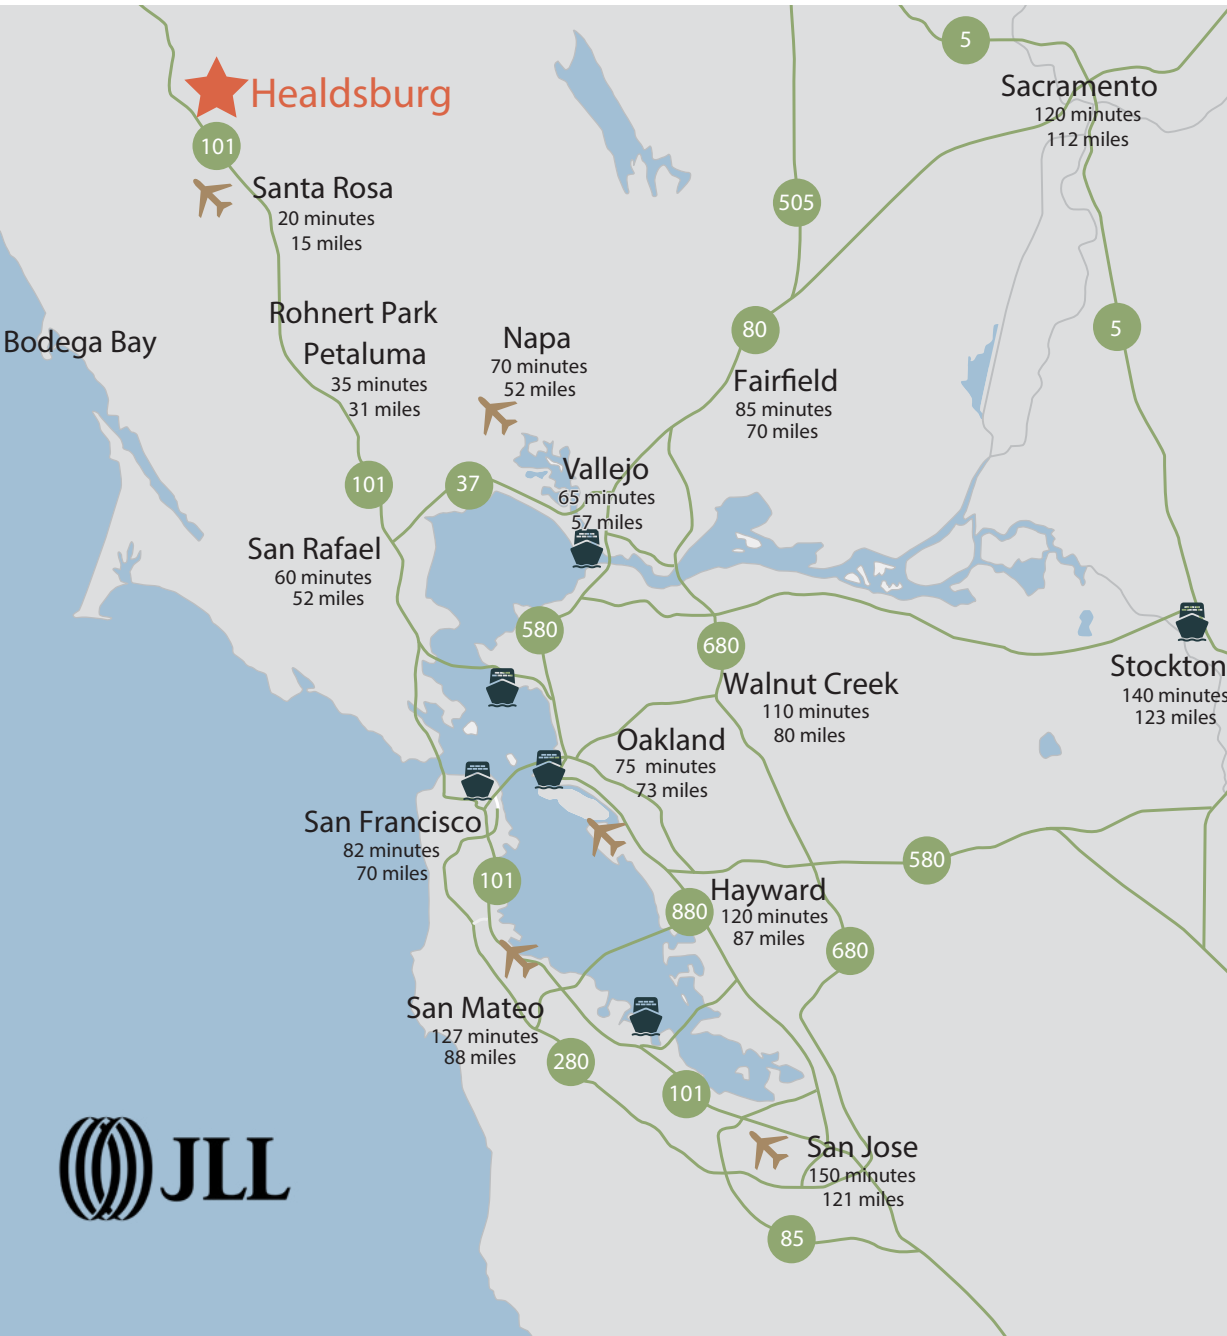 5
Healdsburg
Sacramento
120 minutes
112 miles
101
Santa Rosa
20 minutes
15 miles
505
Rohnert Park
Bodega Bay
Petaluma
35 minutes
31 miles
Napa
70 minutes
52 miles
80
5
Fairfield
85 minutes
70 miles
101
37
Vallejo
65 minutes
57 miles
San Rafael
60 minutes
52 miles
580
680
Stockton
140 minutes
123 miles
Walnut Creek
110 minutes
80 miles
Oakland
75 minutes
73 miles
San Francisco
82 minutes
70 miles
101
580
Hayward
120 minutes
87 miles
880
680
San Mateo
127 minutes
88 miles
280
101
JLL
San Jose
150 minutes
121 miles
85